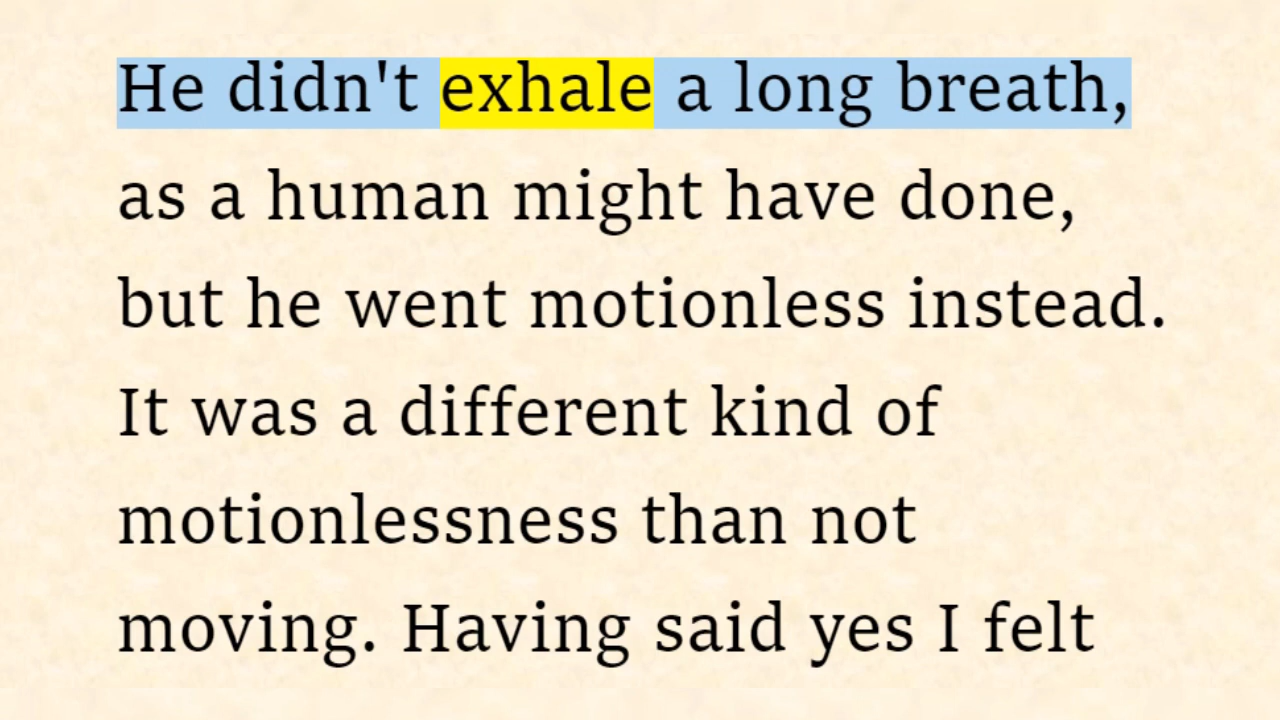 He didn't exhale a long breath,
as a human might have done,
but he went motionless instead.
It was a different kind of
motionlessness than not
moving. Having said yes I felt